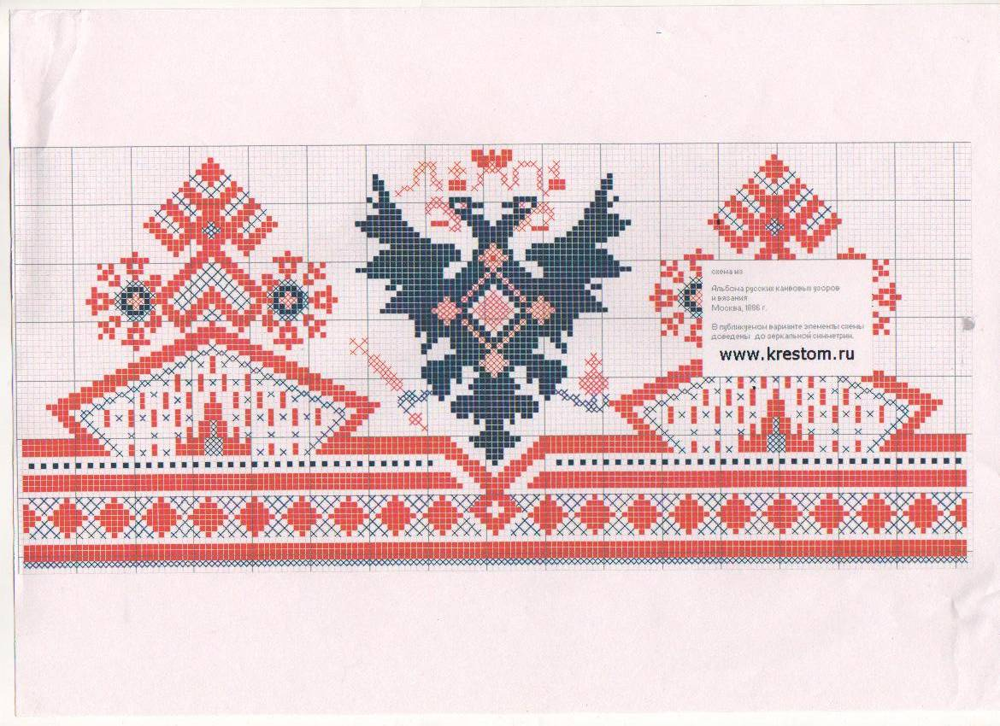 схема из
Альбома русских канвовых узоров
и вязания
Москва, 1886 г.
В публикуемом варианте элементы схемы
доведены до зеркальной симметрии.
www.krestom.ru